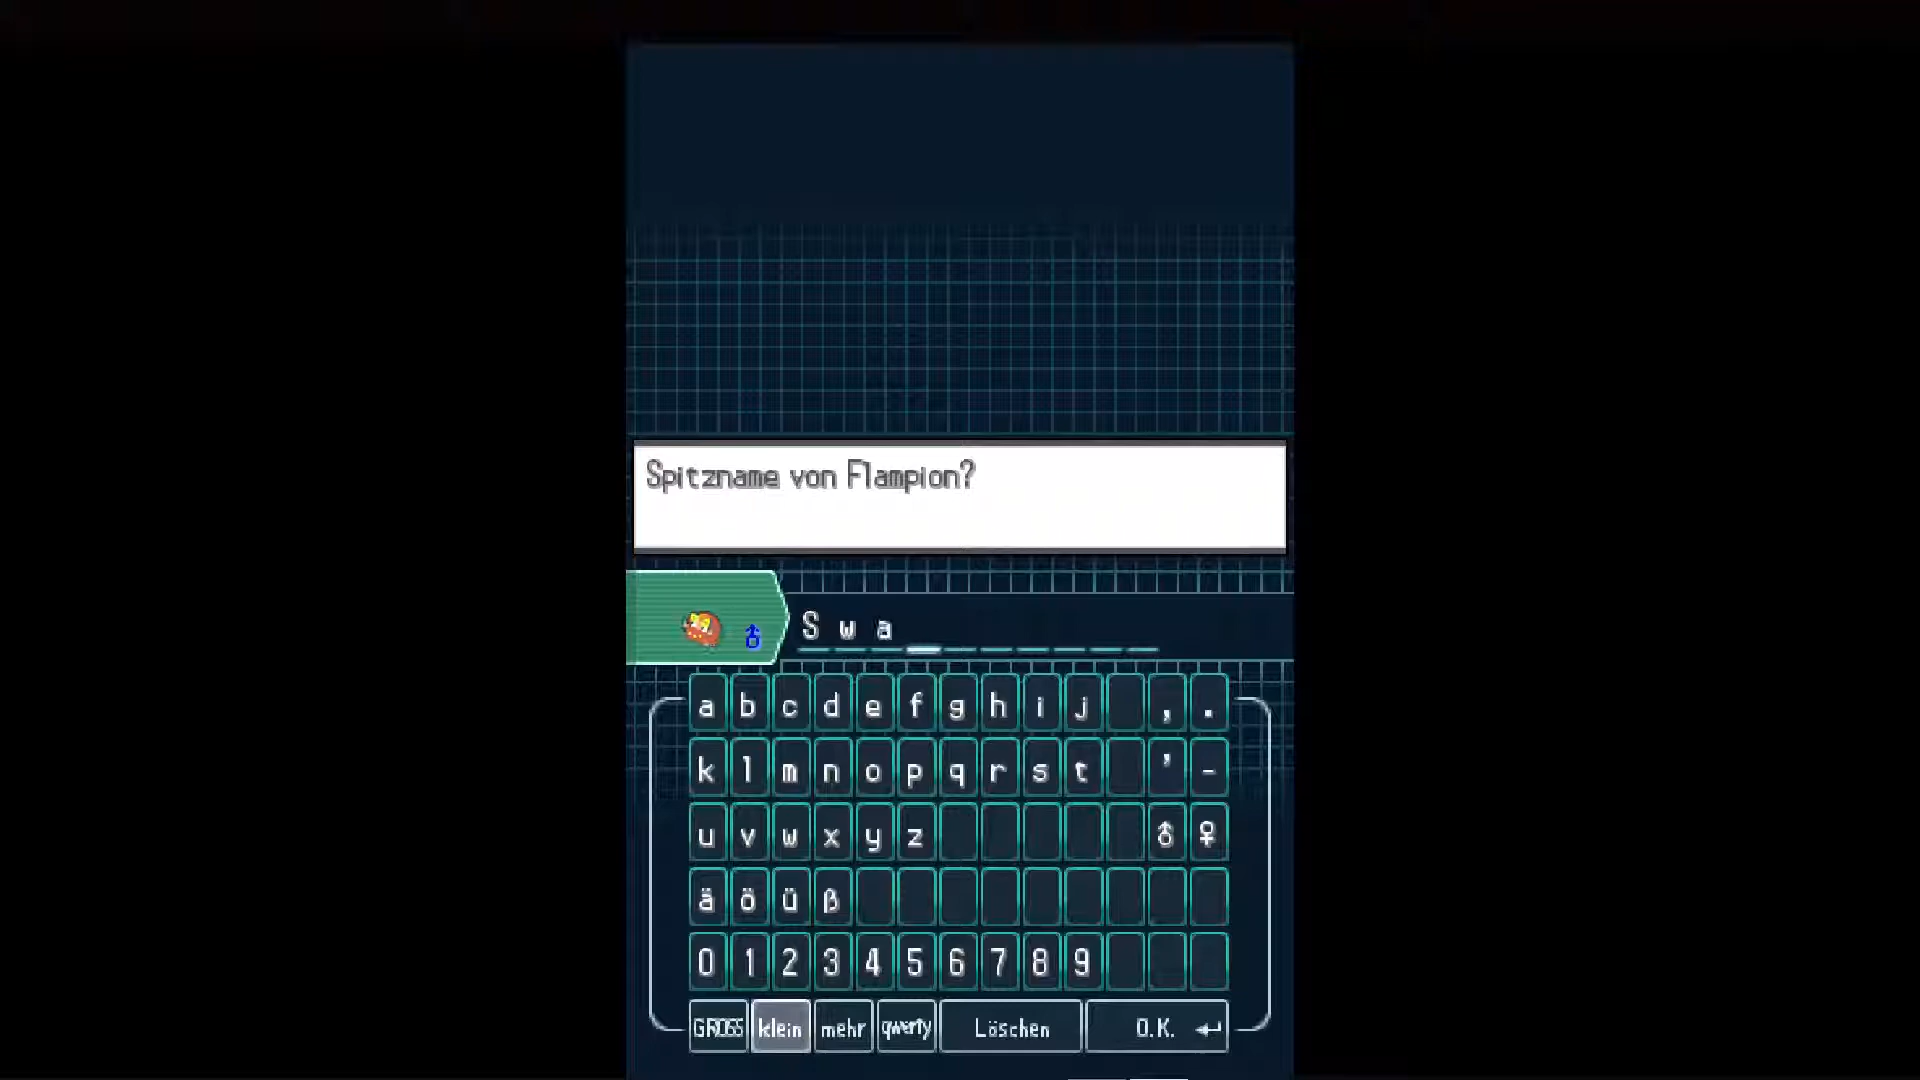 Spitzname von Flampion?
♂ S w a
a b c d e f g h i j , .
k l m n o p q r s t ' -
u v w x y z ♂ ♀
ä ö ü ß
0 1 2 3 4 5 6 7 8 9
GROSS klein mehr qwerty Löschen O.K. ↵